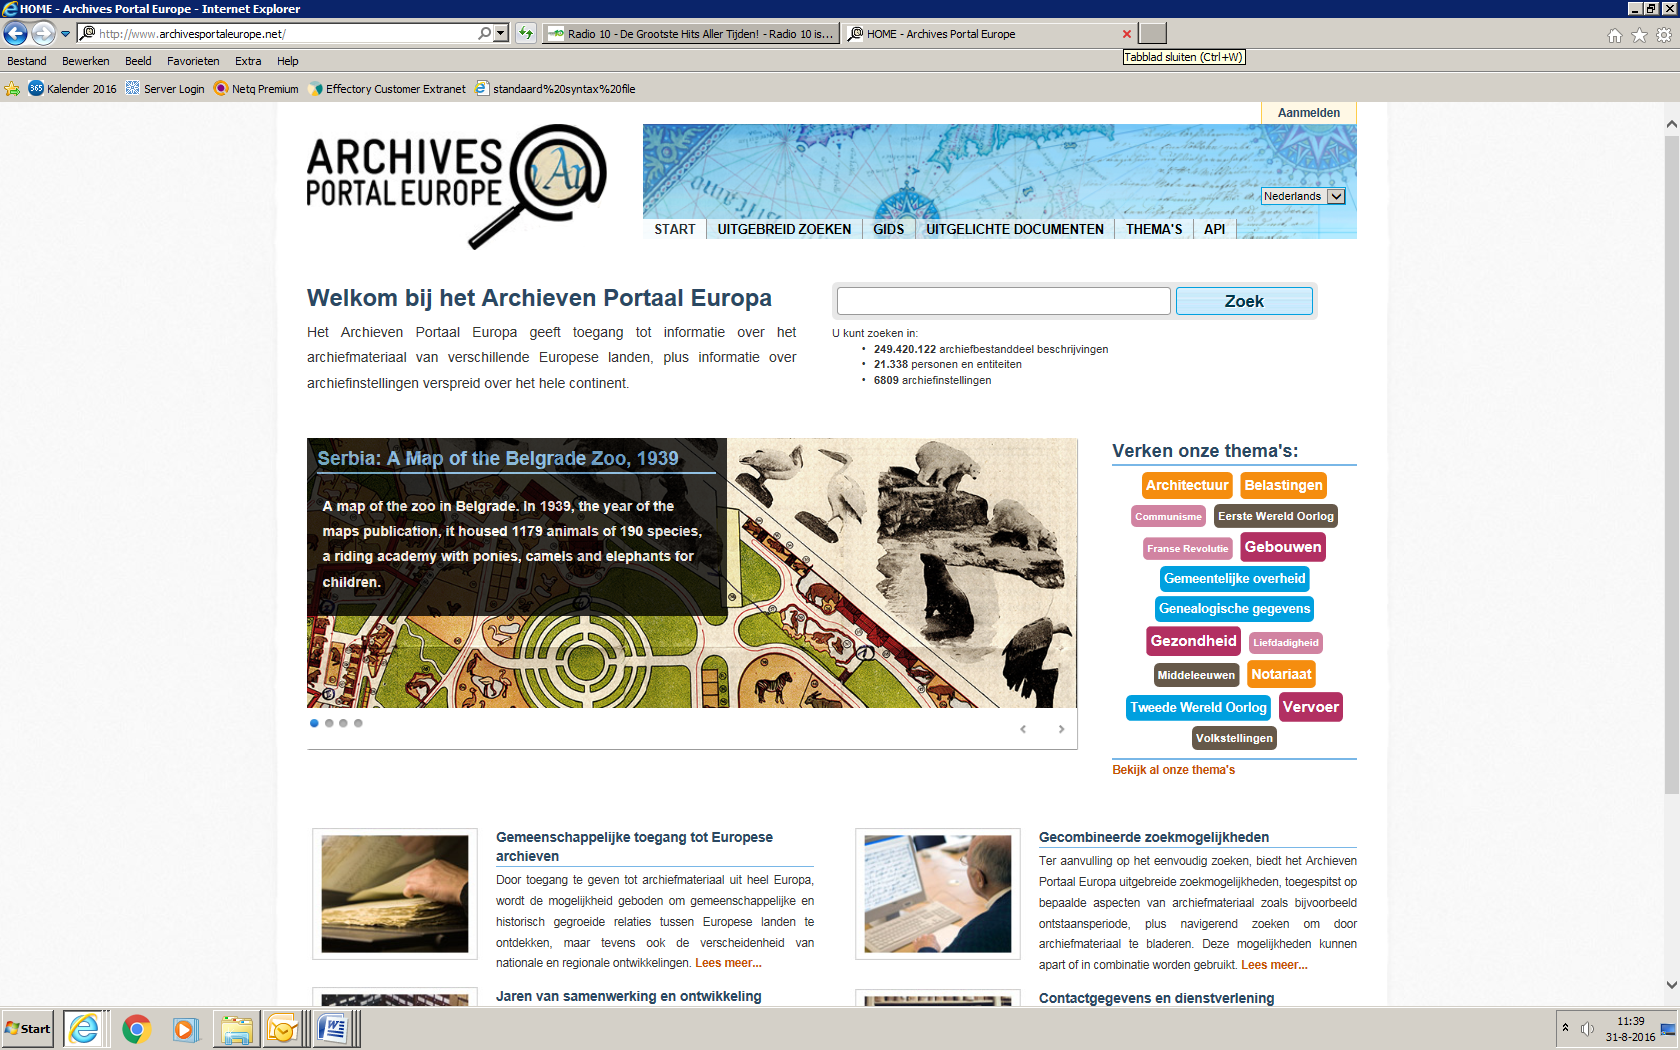 HOME - Archives Portal Europe - Internet Explorer
http://www.archivesportaleurope.net/
Radio 10 - De Grootste Hits Aller Tijden! - Radio 10 is...
HOME - Archives Portal Europe
Tabblad sluiten (Ctrl+W)
Bestand Bewerken Beeld Favorieten Extra Help
365 Kalender 2016 Server Login Netq Premium Effectory Customer Extranet standaard%20syntax%20file
Aanmelden
ARCHIVES
PORTALEUROPE
Nederlands
START UITGEBREID ZOEKEN GIDS UITGELICHTE DOCUMENTEN THEMA'S API
Welkom bij het Archieven Portaal Europa
Het Archieven Portaal Europa geeft toegang tot informatie over het
archiefmateriaal van verschillende Europese landen, plus informatie over
archiefinstellingen verspreid over het hele continent.
Zoek
U kunt zoeken in:
• 249.420.122 archiefbestanddeel beschrijvingen
• 21.338 personen en entiteiten
• 6809 archiefinstellingen
Serbia: A Map of the Belgrade Zoo, 1939
A map of the zoo in Belgrade. In 1939, the year of the
maps publication, it housed 1179 animals of 190 species,
a riding academy with ponies, camels and elephants for
children.
Verken onze thema's:
Architectuur Belastingen
Communisme Eerste Wereld Oorlog
Franse Revolutie Gebouwen
Gemeentelijke overheid
Genealogische gegevens
Gezondheid Liefdadigheid
Middeleeuwen Notariaat
Tweede Wereld Oorlog Vervoer
Volkstellingen
Bekijk al onze thema's
Gemeenschappelijke toegang tot Europese
archieven
Door toegang te geven tot archiefmateriaal uit heel Europa,
wordt de mogelijkheid geboden om gemeenschappelijke en
historisch gegroeide relaties tussen Europese landen te
ontdekken, maar tevens ook de verscheidenheid van
nationale en regionale ontwikkelingen. Lees meer...
Gecombineerde zoekmogelijkheden
Ter aanvulling op het eenvoudig zoeken, biedt het Archieven
Portaal Europa uitgebreide zoekmogelijkheden, toegespitst op
bepaalde aspecten van archiefmateriaal zoals bijvoorbeeld
ontstaansperiode, plus navigerend zoeken om door
archiefmateriaal te bladeren. Deze mogelijkheden kunnen
apart of in combinatie worden gebruikt. Lees meer...
Jaren van samenwerking en ontwikkeling
Contactgegevens en dienstverlening
Start
11:39
31-8-2016